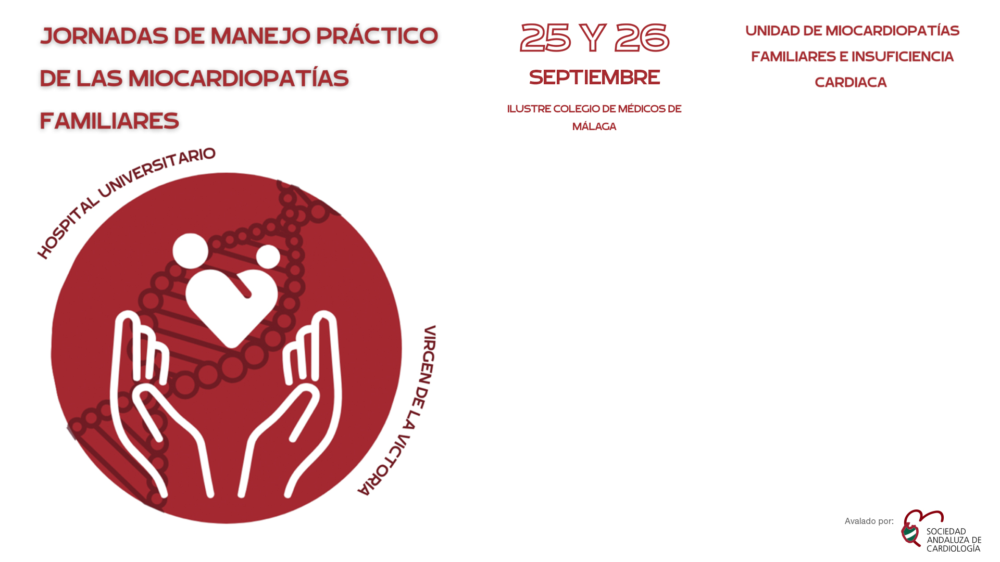 JORNADAS DE MANEJO PRÁCTICO
DE LAS MIOCARDIOPATÍAS
FAMILIARES
25 Y 26
SEPTIEMBRE
ILUSTRE COLEGIO DE MÉDICOS DE
MÁLAGA
UNIDAD DE MIOCARDIOPATÍAS
FAMILIARES E INSUFICIENCIA
CARDIACA
HOSPITAL UNIVERSITARIO
VIRGEN DE LA VICTORIA
Avalado por:
SOCIEDAD
ANDALUZA DE
CARDIOLOGÍA